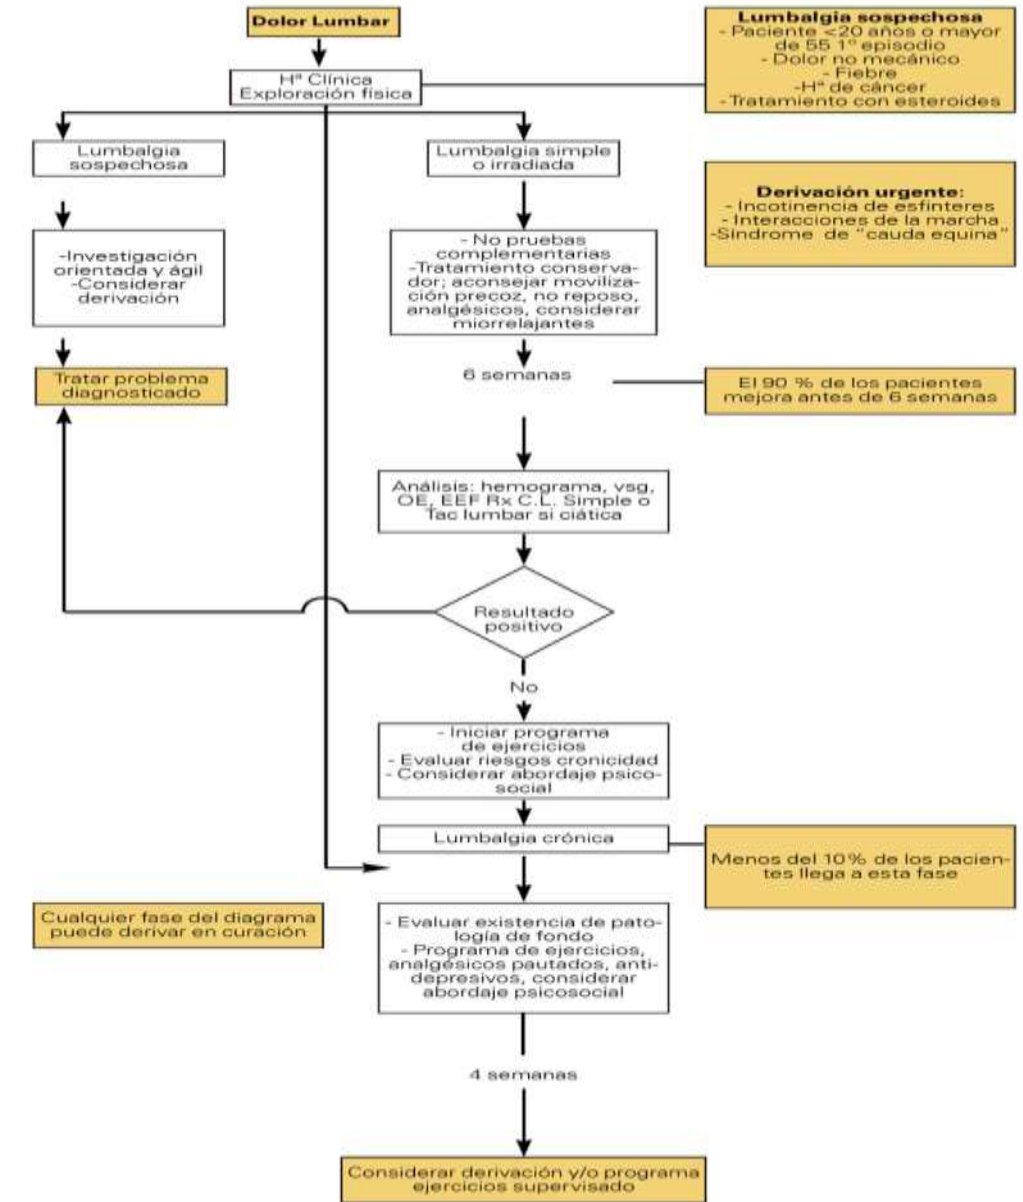 Dolor Lumbar
Hª Clínica
Exploración física
Lumbalgia sospechosa
- Paciente <20 años o mayor
de 55 1º episodio
- Dolor no mecánico
- Fiebre
-Hª de cáncer
- Tratamiento con esteroides
Lumbalgia
sospechosa
Lumbalgia simple
o irradiada
Derivación urgente:
- Incotinencia de esfinteres
- Interacciones de la marcha
-Síndrome de "cauda equina"
-Investigación
orientada y ágil
-Considerar
derivación
- No pruebas
complementarias
-Tratamiento conserva-
dor; aconsejar moviliza-
ción precoz, no reposo,
analgésicos, considerar
miorrelajantes
Tratar problema
diagnosticado
6 semanas
El 90 % de los pacientes
mejora antes de 6 semanas
Análisis: hemograma, vsg,
OE, EEF Rx C.L. Simple o
Tac lumbar si ciática
Resultado
positivo
No
- Iniciar programa
de ejercicios
- Evaluar riesgos cronicidad
- Considerar abordaje psico-
social
Lumbalgia crónica
Menos del 10% de los pacien-
tes llega a esta fase
Cualquier fase del diagrama
puede derivar en curación
- Evaluar existencia de pato-
logía de fondo
- Programa de ejercicios,
analgésicos pautados, anti-
depresivos, considerar
abordaje psicosocial
4 semanas
Considerar derivación y/o programa
ejercicios supervisado